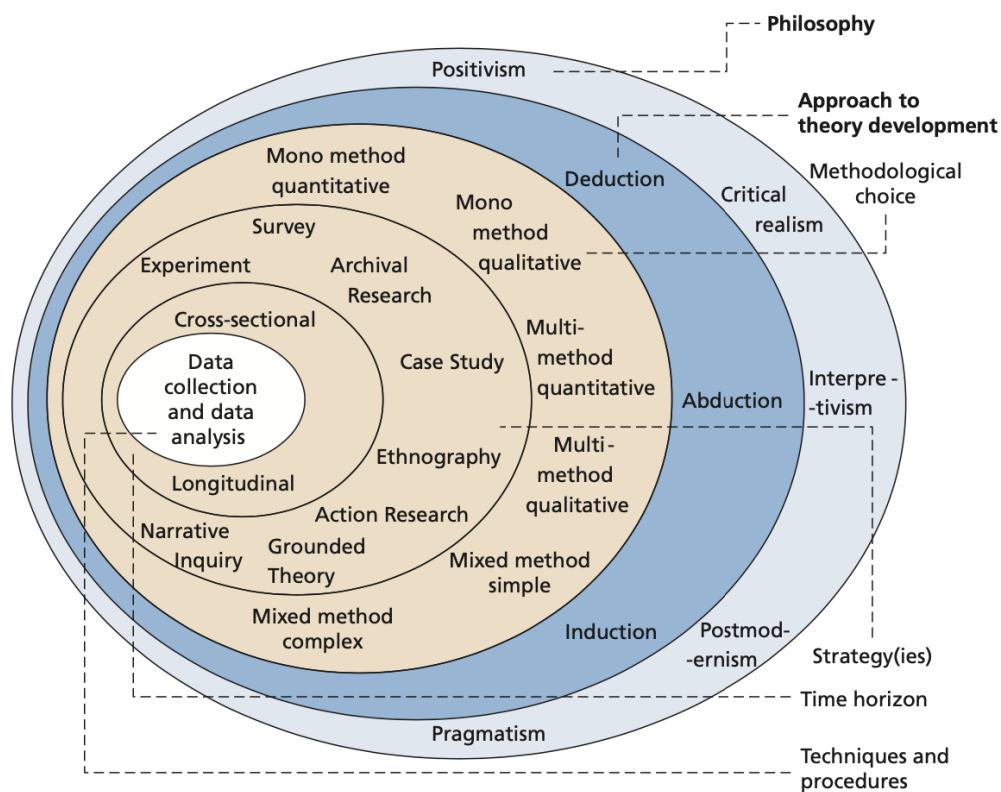 Philosophy
Positivism
Approach to
theory development
Mono method
quantitative
Deduction
Methodological
choice
Critical
realism
Mono
method
qualitative
Survey
Experiment
Archival
Research
Cross-sectional
Multi-
method
quantitative
Data
collection
and data
analysis
Case Study
Abduction
Interpre -
-tivism
Multi-
method
qualitative
Ethnography
Longitudinal
Action Research
Narrative
Inquiry
Grounded
Theory
Mixed method
simple
Mixed method
complex
Induction
Postmod-
-ernism
Strategy(ies)
Time horizon
Pragmatism
Techniques and
procedures